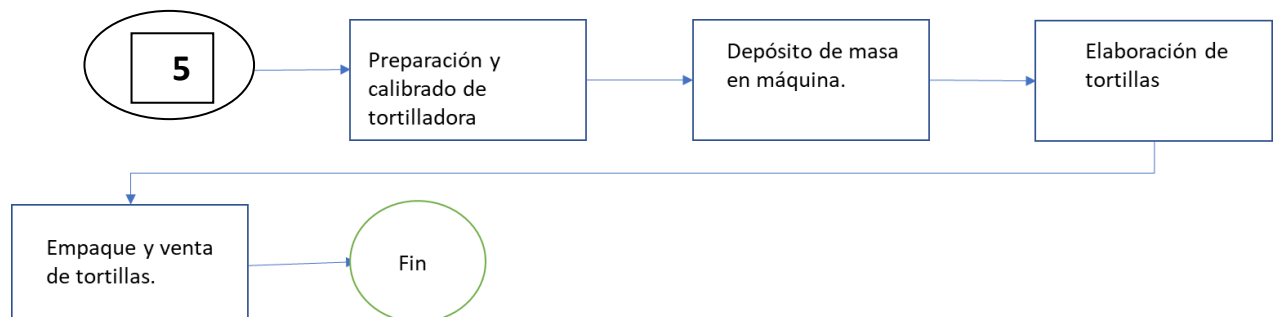 5
Preparación y
calibrado de
tortilladora
Depósito de masa
en máquina.
Elaboración de
tortillas
Empaque y venta
de tortillas.
Fin